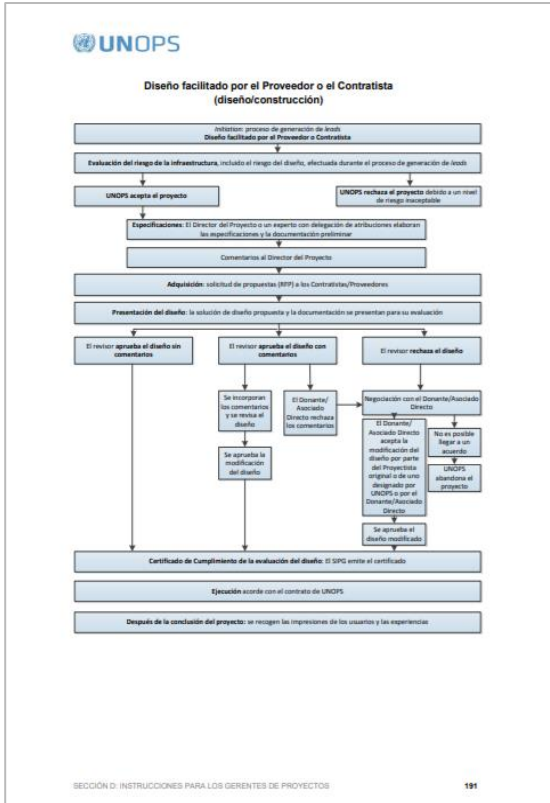 UNOPS
Diseño facilitado por el Proveedor o el Contratista
(diseño/construcción)
Initiation: proceso de generación de leads
Diseño facilitado por el Proveedor o Contratista
Evaluación del riesgo de la infraestructura, incluido el riesgo del diseño, efectuada durante el proceso de generación de leads
UNOPS acepta el proyecto
UNOPS rechaza el proyecto debido a un nivel
de riesgo inaceptable
Especificaciones: El Director del Proyecto o un experto con delegación de atribuciones elaboran
las especificaciones y la documentación preliminar
Comentarios al Director del Proyecto
Adquisición: solicitud de propuestas (RFP) a los Contratistas/Proveedores
Presentación del diseño: la solución de diseño propuesta y la documentación se presentan para su evaluación
El revisor aprueba el diseño sin
comentarios
El revisor aprueba el diseño con
comentarios
El revisor rechaza el diseño
Se incorporan
los comentarios
y se revisa el
diseño
El Donante/
Asociado
Directo rechaza
los comentarios
Negociación con el Donante/Asociado
Directo
El Donante/
Asociado Directo
acepta la
modificación del
diseño por parte
del Proyectista
original o de uno
designado por
UNOPS o por el
Donante/Asociado
Directo
No es posible
llegar a un
acuerdo
Se aprueba la
modificación
del diseño
UNOPS
abandona el
proyecto
Se aprueba el
diseño modificado
Certificado de Cumplimiento de la evaluación del diseño: El SIPG emite el certificado
Ejecución acorde con el contrato de UNOPS
Después de la conclusión del proyecto: se recogen las impresiones de los usuarios y las experiencias
SECCIÓN D: INSTRUCCIONES PARA LOS GERENTES DE PROYECTOS
191